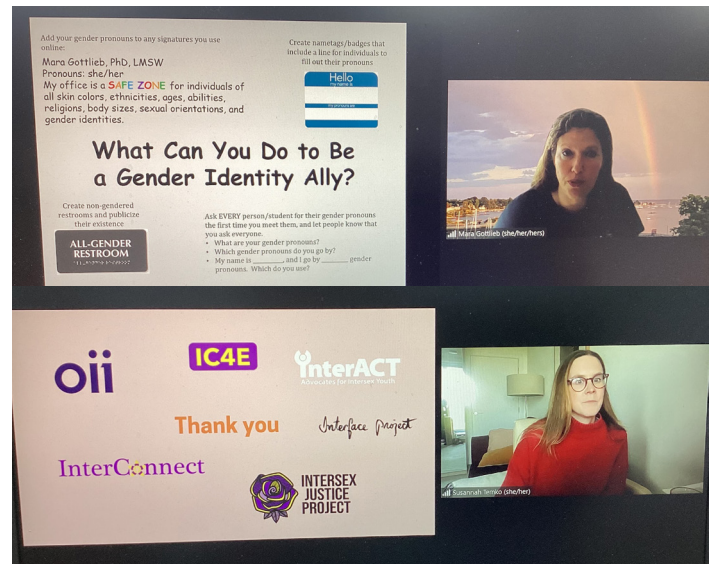 Add your gender pronouns to any signatures you use
online:
Mara Gottlieb, PhD, LMSW
Pronouns: she/her
My office is a SAFE ZONE for individuals of
all skin colors, ethnicities, ages, abilities,
religions, body sizes, sexual orientations, and
gender identities.
Create nametags/badges that
include a line for individuals to
fill out their pronouns
Hello
my name is
my pronouns are
What Can You Do to Be
a Gender Identity Ally?
Create non-gendered
restrooms and publicize
their existence
ALL-GENDER
RESTROOM
Ask EVERY person/student for their gender pronouns
the first time you meet them, and let people know that
you ask everyone.
• What are your gender pronouns?
• Which gender pronouns do you go by?
• My name is ________, and I go by ________ gender
pronouns. Which do you use?
Mara Gottlieb (she/her/hers)
oii
IC4E
interACT
Advocates for Intersex Youth
Thank you
Interface Project
InterConnect
INTERSEX
JUSTICE
PROJECT
Susannah Temko (she/her)